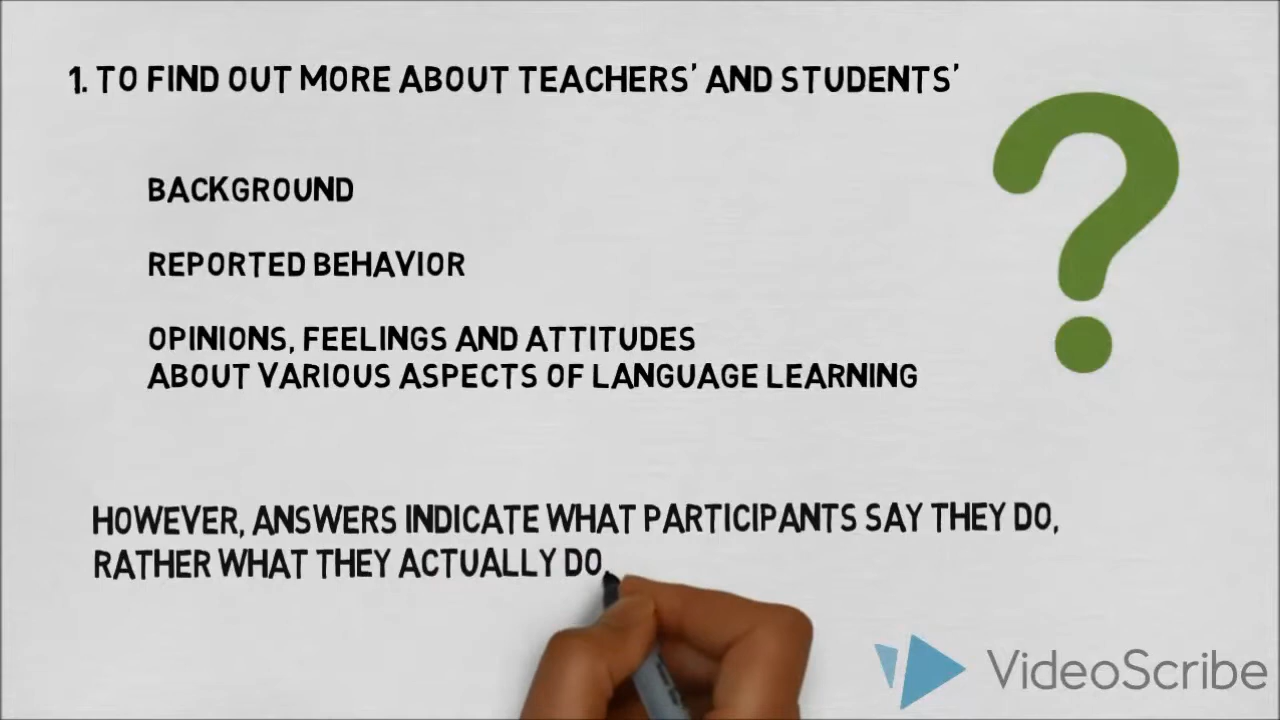 1. TO FIND OUT MORE ABOUT TEACHERS' AND STUDENTS'
BACKGROUND
REPORTED BEHAVIOR
OPINIONS, FEELINGS AND ATTITUDES
ABOUT VARIOUS ASPECTS OF LANGUAGE LEARNING
?
HOWEVER, ANSWERS INDICATE WHAT PARTICIPANTS SAY THEY DO,
RATHER WHAT THEY ACTUALLY DO.
VideoScribe